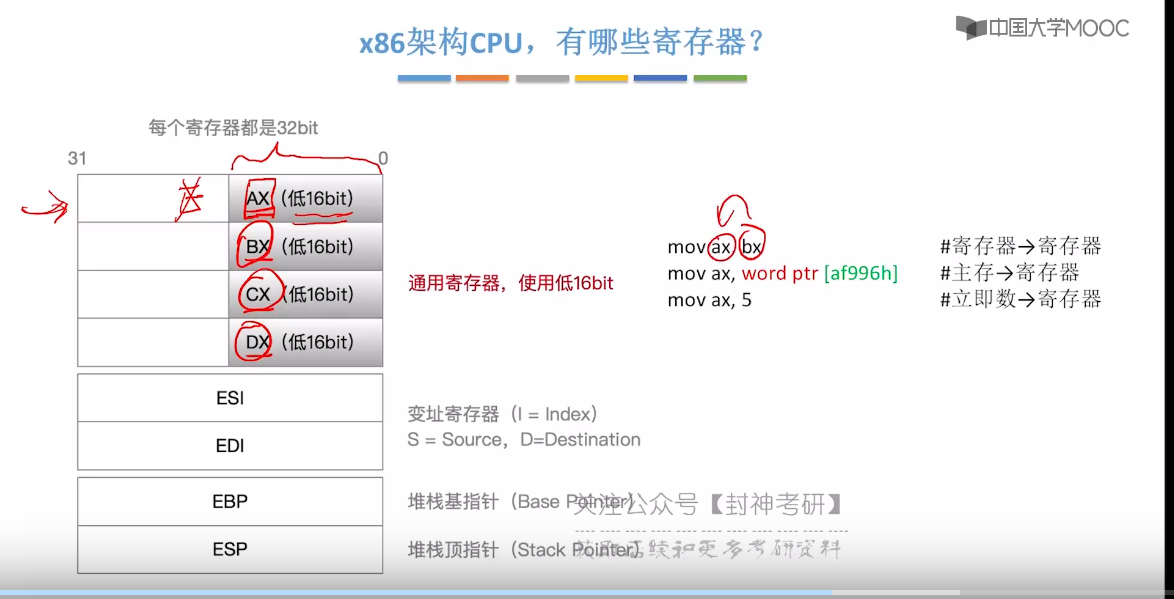 中国大学MOOC
x86架构CPU，有哪些寄存器？
每个寄存器都是32bit
31 0
AX（低16bit）
BX（低16bit）
CX（低16bit）
DX（低16bit）
通用寄存器，使用低16bit
mov ax, bx #寄存器→寄存器
mov ax, word ptr [af996h] #主存→寄存器
mov ax, 5 #立即数→寄存器
ESI
EDI
变址寄存器（I = Index）
S = Source，D=Destination
EBP
堆栈基指针（Base Pointer）
关注公众号【封神考研】
ESP
堆栈顶指针（Stack Pointer）
后续和更多考研资料